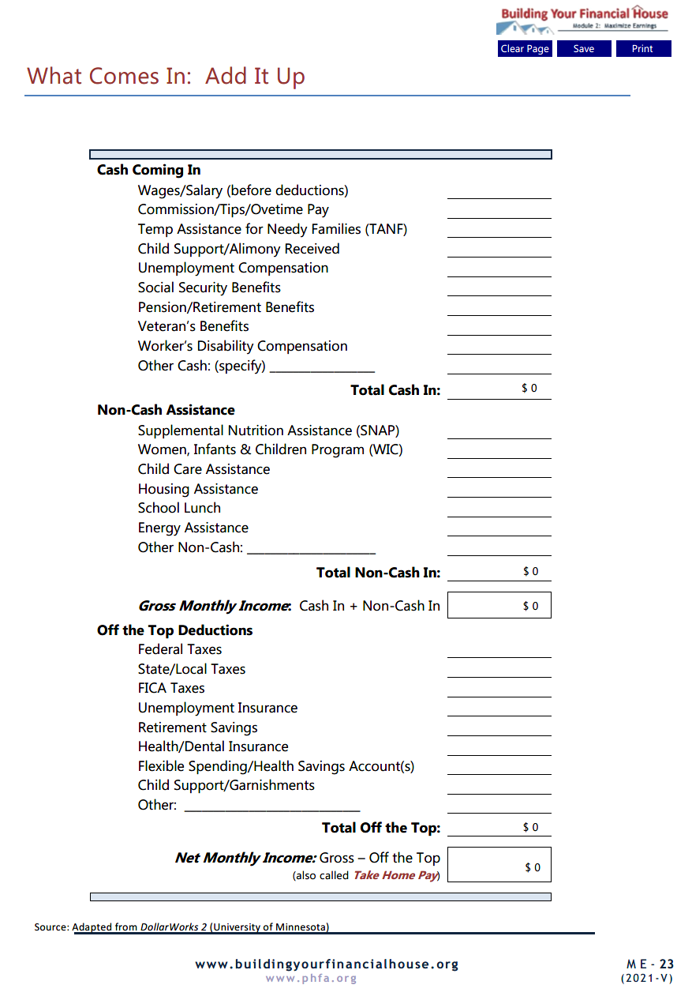 Building Your Financial House
Module 2: Maximize Earnings
Clear Page Save Print
What Comes In: Add It Up
Cash Coming In
Wages/Salary (before deductions)
Commission/Tips/Ovetime Pay
Temp Assistance for Needy Families (TANF)
Child Support/Alimony Received
Unemployment Compensation
Social Security Benefits
Pension/Retirement Benefits
Veteran's Benefits
Worker's Disability Compensation
Other Cash: (specify) _______________
Total Cash In: $ 0
Non-Cash Assistance
Supplemental Nutrition Assistance (SNAP)
Women, Infants & Children Program (WIC)
Child Care Assistance
Housing Assistance
School Lunch
Energy Assistance
Other Non-Cash: ___________________
Total Non-Cash In: $ 0
Gross Monthly Income: Cash In + Non-Cash In $ 0
Off the Top Deductions
Federal Taxes
State/Local Taxes
FICA Taxes
Unemployment Insurance
Retirement Savings
Health/Dental Insurance
Flexible Spending/Health Savings Account(s)
Child Support/Garnishments
Other: __________________________
Total Off the Top: $ 0
Net Monthly Income: Gross – Off the Top
(also called Take Home Pay) $ 0
Source: Adapted from DollarWorks 2 (University of Minnesota)
www.buildingyourfinancialhouse.org ME-23
www.phfa.org (2021-V)